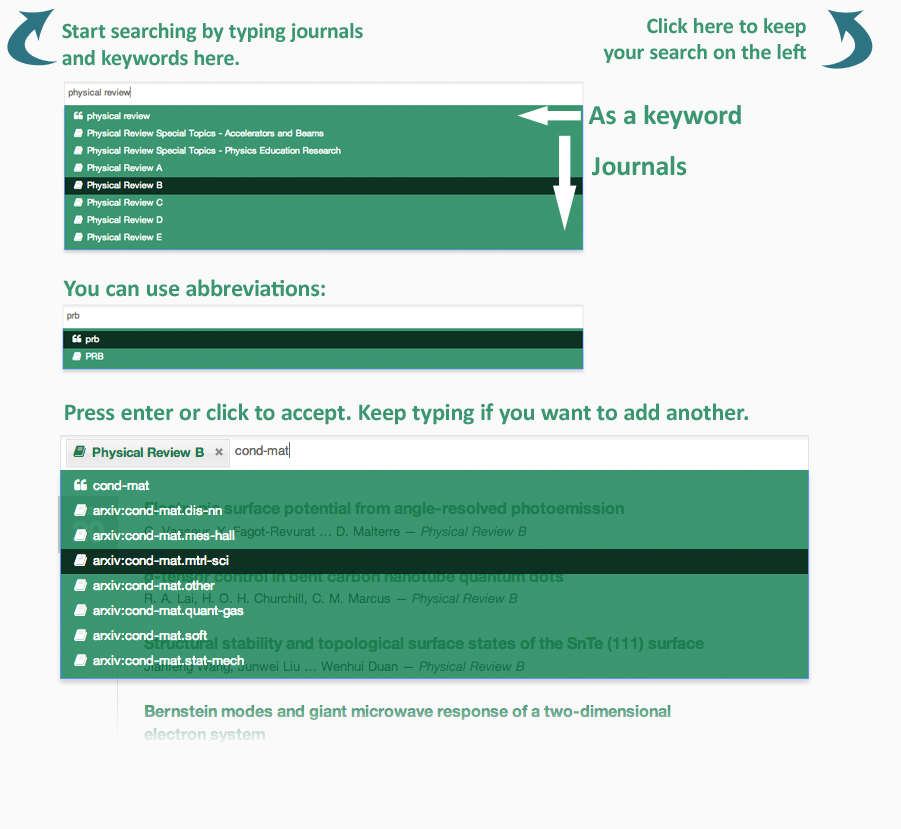 Start searching by typing journals
and keywords here.
Click here to keep
your search on the left
physical review
physical review
Physical Review Special Topics - Accelerators and Beams
Physical Review Special Topics - Physics Education Research
Physical Review A
Physical Review B
Physical Review C
Physical Review D
Physical Review E
As a keyword
Journals
You can use abbreviations:
prb
prb
PRB
Press enter or click to accept. Keep typing if you want to add another.
Physical Review B × cond-mat
cond-mat
arxiv:cond-mat.dis-nn
surface potential from angle-resolved photoemission
arxiv:cond-mat.mes-hall
Fagot-Revurat ... D. Malterre — Physical Review B
arxiv:cond-mat.mtrl-sci
control in bent carbon nanotube quantum dots
arxiv:cond-mat.other
R. A. Lai, H. O. H. Churchill, C. M. Marcus — Physical Review B
arxiv:cond-mat.quant-gas
arxiv:cond-mat.soft
Structural stability and topological surface states of the SnTe (111) surface
arxiv:cond-mat.stat-mech
Wang, Junwei Liu ... Wenhui Duan — Physical Review B
Bernstein modes and giant microwave response of a two-dimensional
electron system